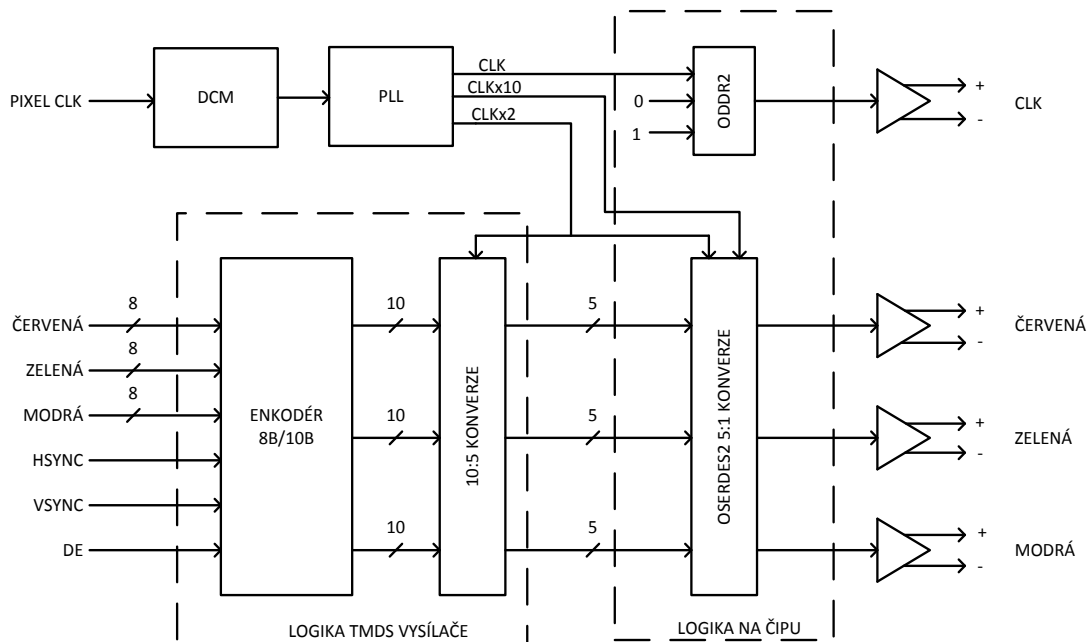 PIXEL CLK
DCM
PLL
CLK
CLKx10
CLKx2
0
1
ODDR2
+
-
CLK
ČERVENÁ
8
ZELENÁ
8
MODRÁ
8
HSYNC
VSYNC
DE
ENKODÉR
8B/10B
10
10
10
10:5 KONVERZE
5
5
5
OSERDES2 5:1 KONVERZE
+
-
ČERVENÁ
+
-
ZELENÁ
+
-
MODRÁ
LOGIKA TMDS VYSÍLAČE
LOGIKA NA ČIPU